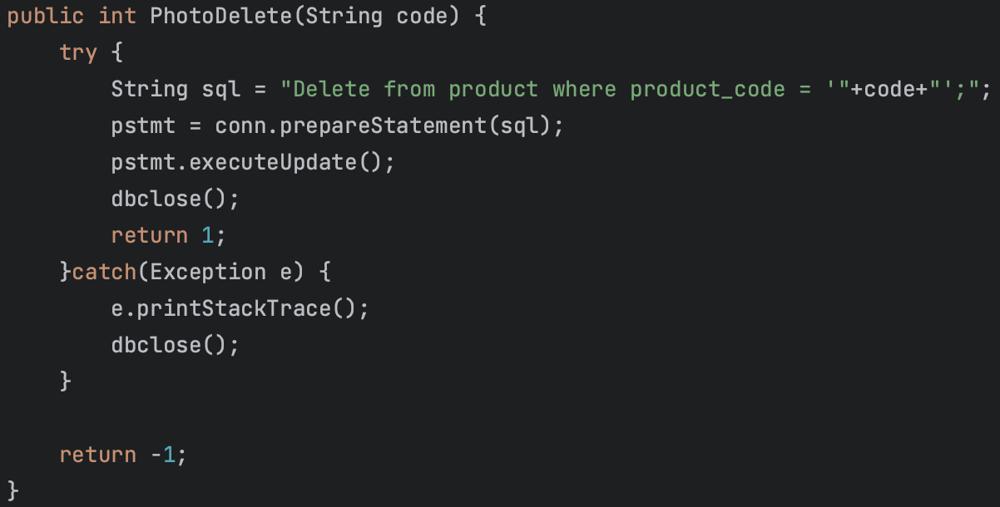 public int PhotoDelete(String code) {
try {
String sql = "Delete from product where product_code = '"+code+"';";
pstmt = conn.prepareStatement(sql);
pstmt.executeUpdate();
dbclose();
return 1;
}catch(Exception e) {
e.printStackTrace();
dbclose();
}
return -1;
}